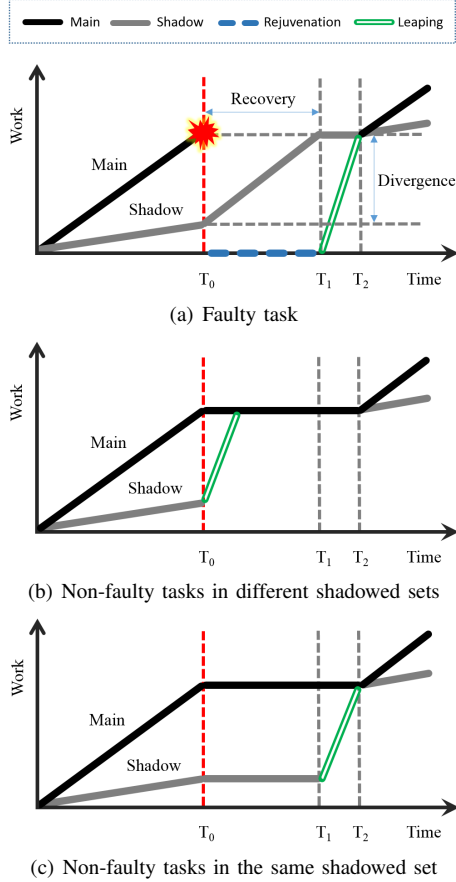 Main Shadow Rejuvenation Leaping
Work
Recovery
Main
Shadow
Divergence
T0 T1 T2 Time
(a) Faulty task
Work
Main
Shadow
T0 T1 T2 Time
(b) Non-faulty tasks in different shadowed sets
Work
Main
Shadow
T0 T1 T2 Time
(c) Non-faulty tasks in the same shadowed set